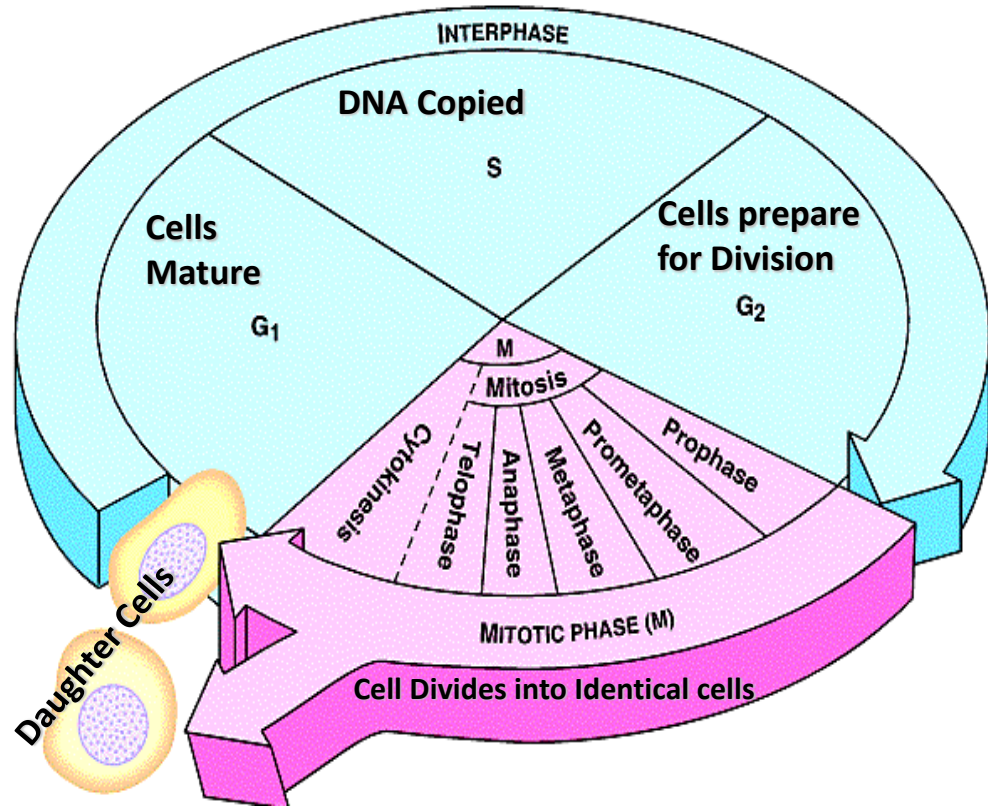 INTERPHASE
DNA Copied
S
Cells
Mature
G₁
Cells prepare
for Division
G₂
M
Mitosis
Cytokinesis
Telophase
Anaphase
Metaphase
Prometaphase
Prophase
MITOTIC PHASE (M)
Cell Divides into Identical cells
Daughter Cells